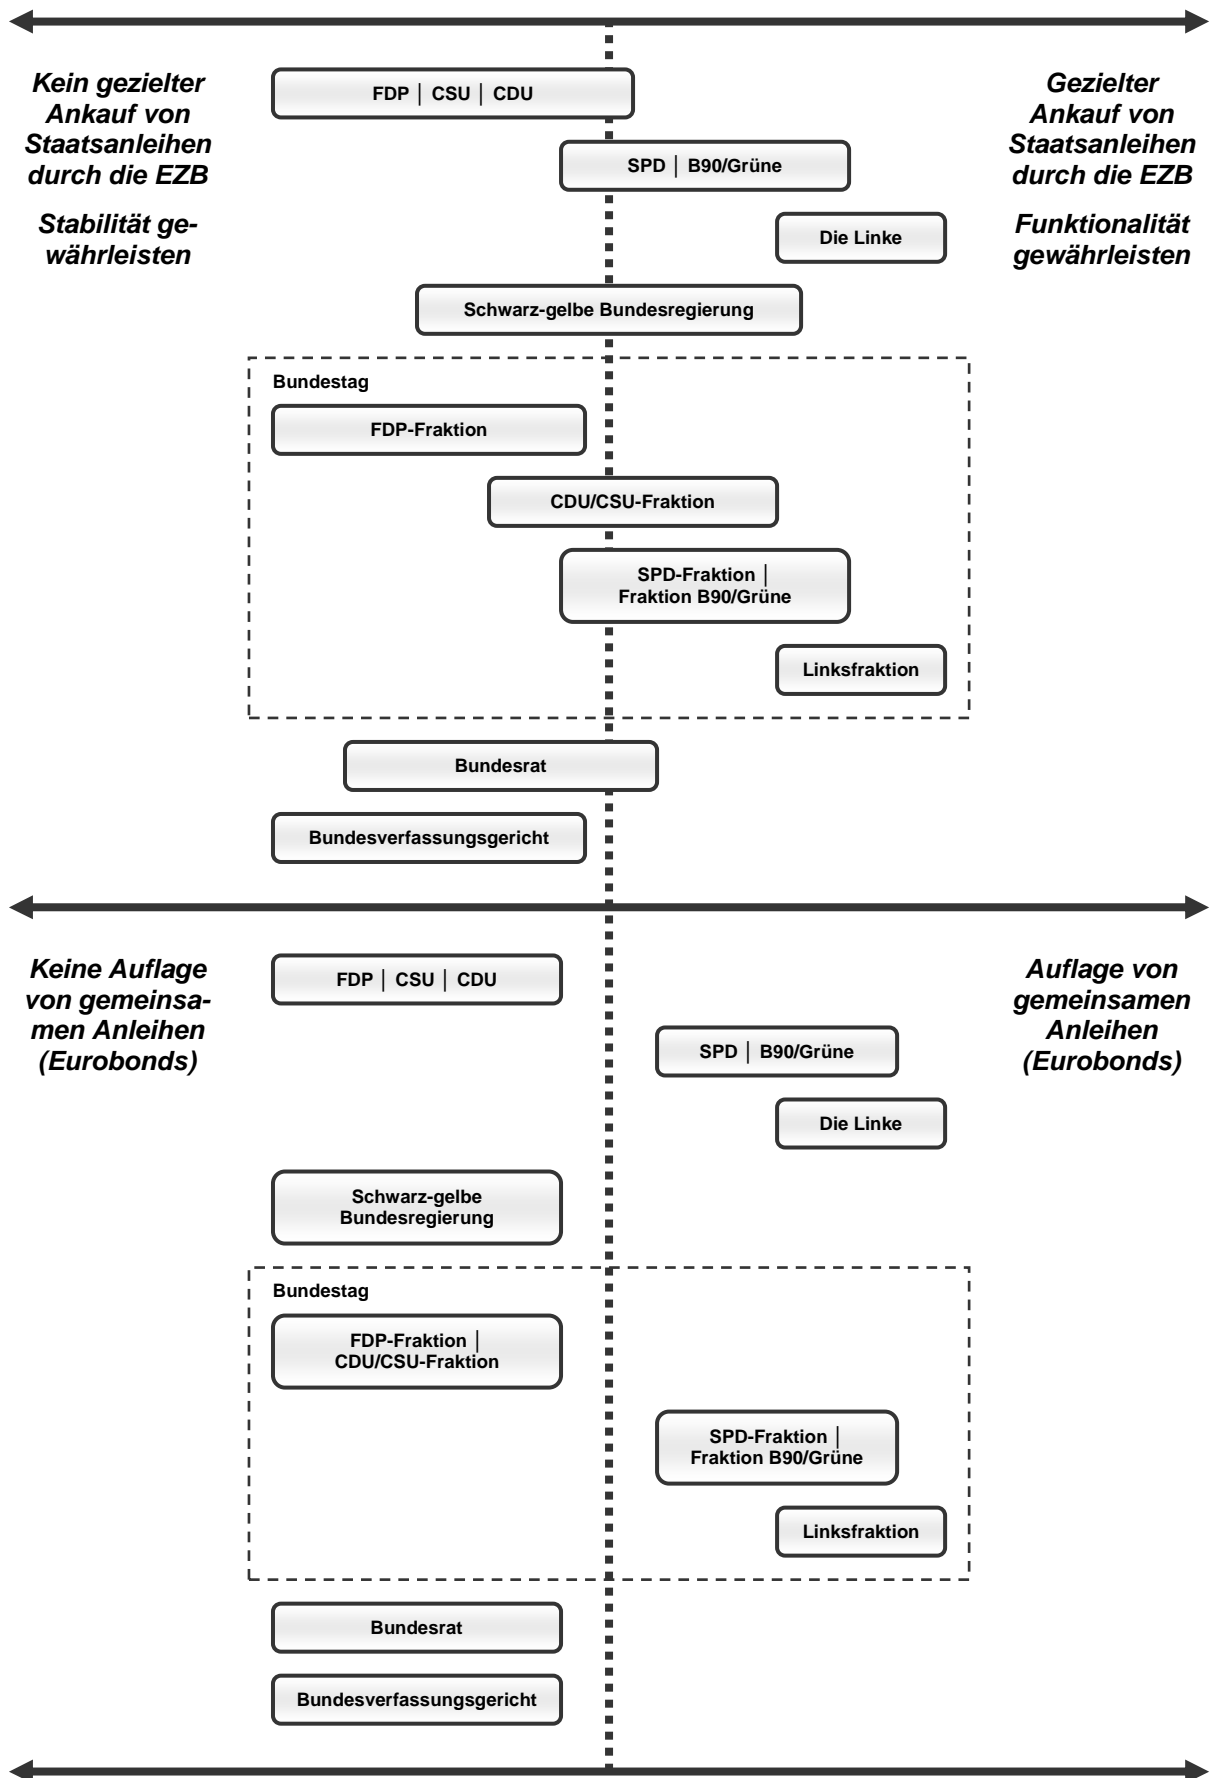 Kein gezielter
Ankauf von
Staatsanleihen
durch die EZB
Stabilität ge-
währleisten
FDP | CSU | CDU
SPD | B90/Grüne
Die Linke
Schwarz-gelbe Bundesregierung
Gezielter
Ankauf von
Staatsanleihen
durch die EZB
Funktionalität
gewährleisten
Bundestag
FDP-Fraktion
CDU/CSU-Fraktion
SPD-Fraktion |
Fraktion B90/Grüne
Linksfraktion
Bundesrat
Bundesverfassungsgericht
Keine Auflage
von gemeinsa-
men Anleihen
(Eurobonds)
FDP | CSU | CDU
SPD | B90/Grüne
Die Linke
Auflage von
gemeinsamen
Anleihen
(Eurobonds)
Schwarz-gelbe
Bundesregierung
Bundestag
FDP-Fraktion |
CDU/CSU-Fraktion
SPD-Fraktion |
Fraktion B90/Grüne
Linksfraktion
Bundesrat
Bundesverfassungsgericht